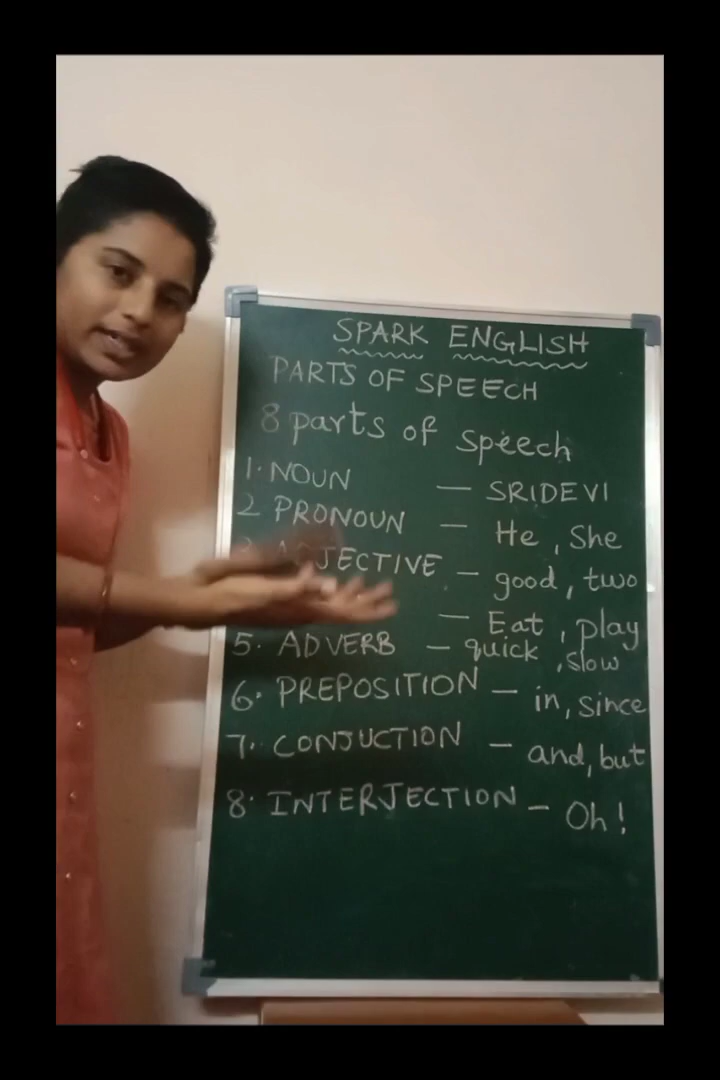 SPARK ENGLISH
PARTS OF SPEECH
8 parts of speech
1. NOUN — SRIDEVI
2 PRONOUN — He, She
ADJECTIVE — good, two
— Eat, play
5. ADVERB — quick, slow
6. PREPOSITION — in, since
7. CONJUCTION — and, but
8. INTERJECTION — Oh!